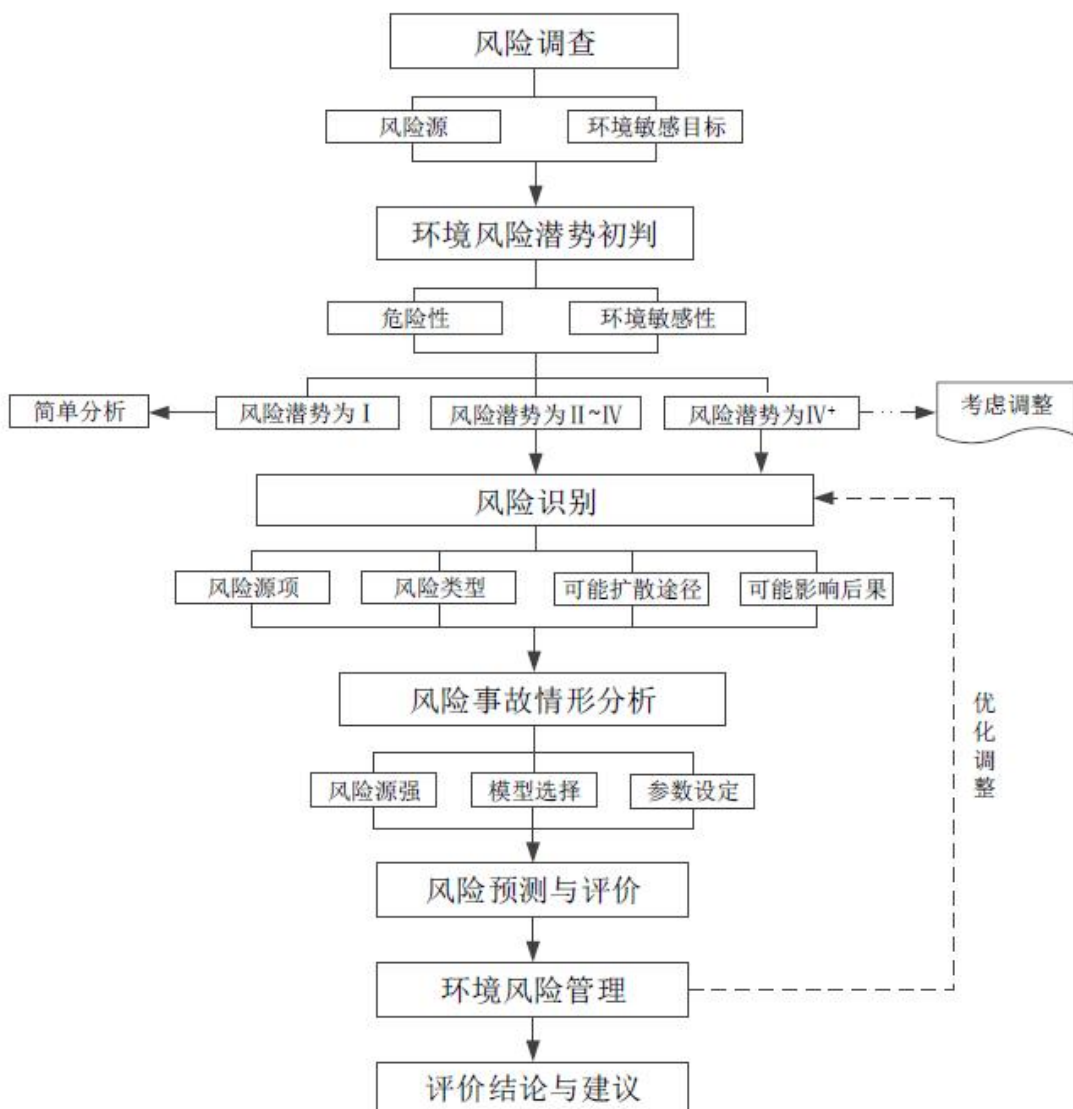 风险调查
风险源
环境敏感目标
环境风险潜势初判
危险性
环境敏感性
简单分析
风险潜势为Ⅰ
风险潜势为Ⅱ~Ⅳ
风险潜势为Ⅳ⁺
考虑调整
风险识别
风险源项
风险类型
可能扩散途径
可能影响后果
风险事故情形分析
优化调整
风险源强
模型选择
参数设定
风险预测与评价
环境风险管理
评价结论与建议